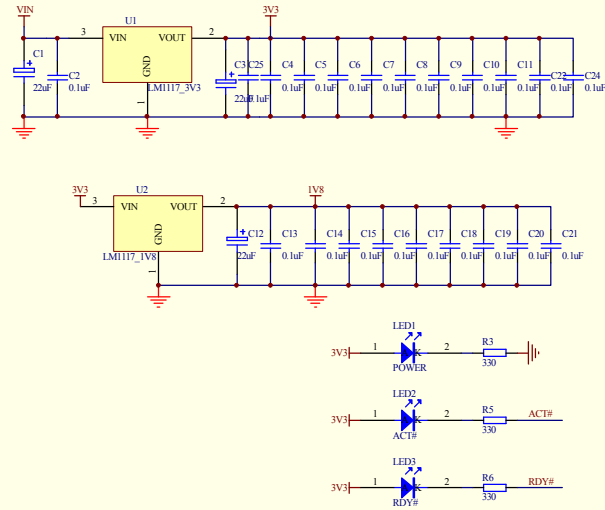 VIN U1 3V3
C1 3 VIN VOUT 2
C2 GND C3 C25 C4 C5 C6 C7 C8 C9 C10 C11 C22 C24
22uF 0.1uF 1 LM1117_3V3 22uF 0.1uF 0.1uF 0.1uF 0.1uF 0.1uF 0.1uF 0.1uF 0.1uF 0.1uF 0.1uF 0.1uF
3V3 U2 1V8
3 VIN VOUT 2
GND C12 C13 C14 C15 C16 C17 C18 C19 C20 C21
LM1117_1V8 22uF 0.1uF 0.1uF 0.1uF 0.1uF 0.1uF 0.1uF 0.1uF 0.1uF 0.1uF
1
LED1
3V3 1 K 2 R3
POWER 330
LED2
3V3 1 K 2 R5 ACT#
ACT# 330
LED3
3V3 1 K 2 R6 RDY#
RDY# 330